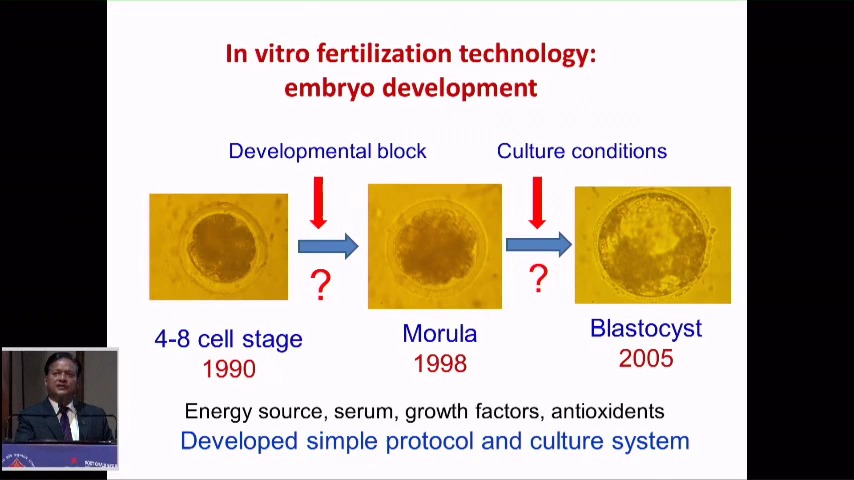 In vitro fertilization technology:
embryo development
Developmental block
Culture conditions
?
?
4-8 cell stage
1990
Morula
1998
Blastocyst
2005
Energy source, serum, growth factors, antioxidents
Developed simple protocol and culture system